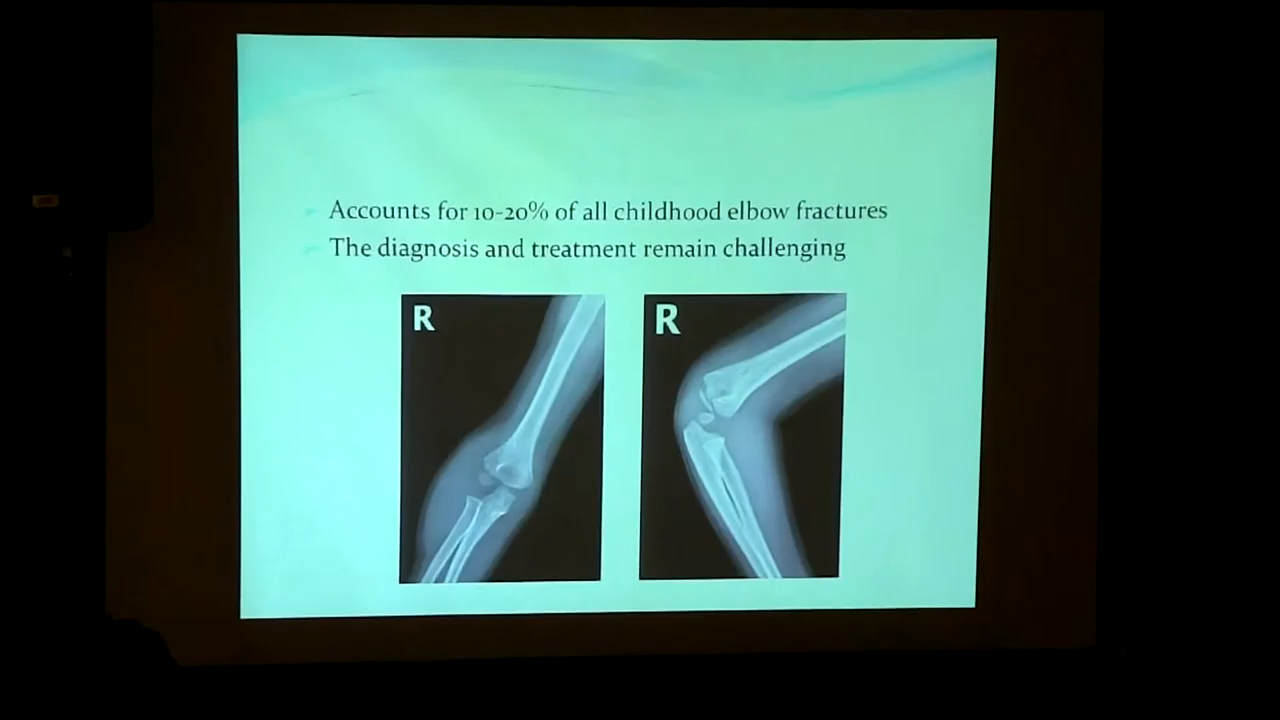 Accounts for 10-20% of all childhood elbow fractures
The diagnosis and treatment remain challenging
R
R